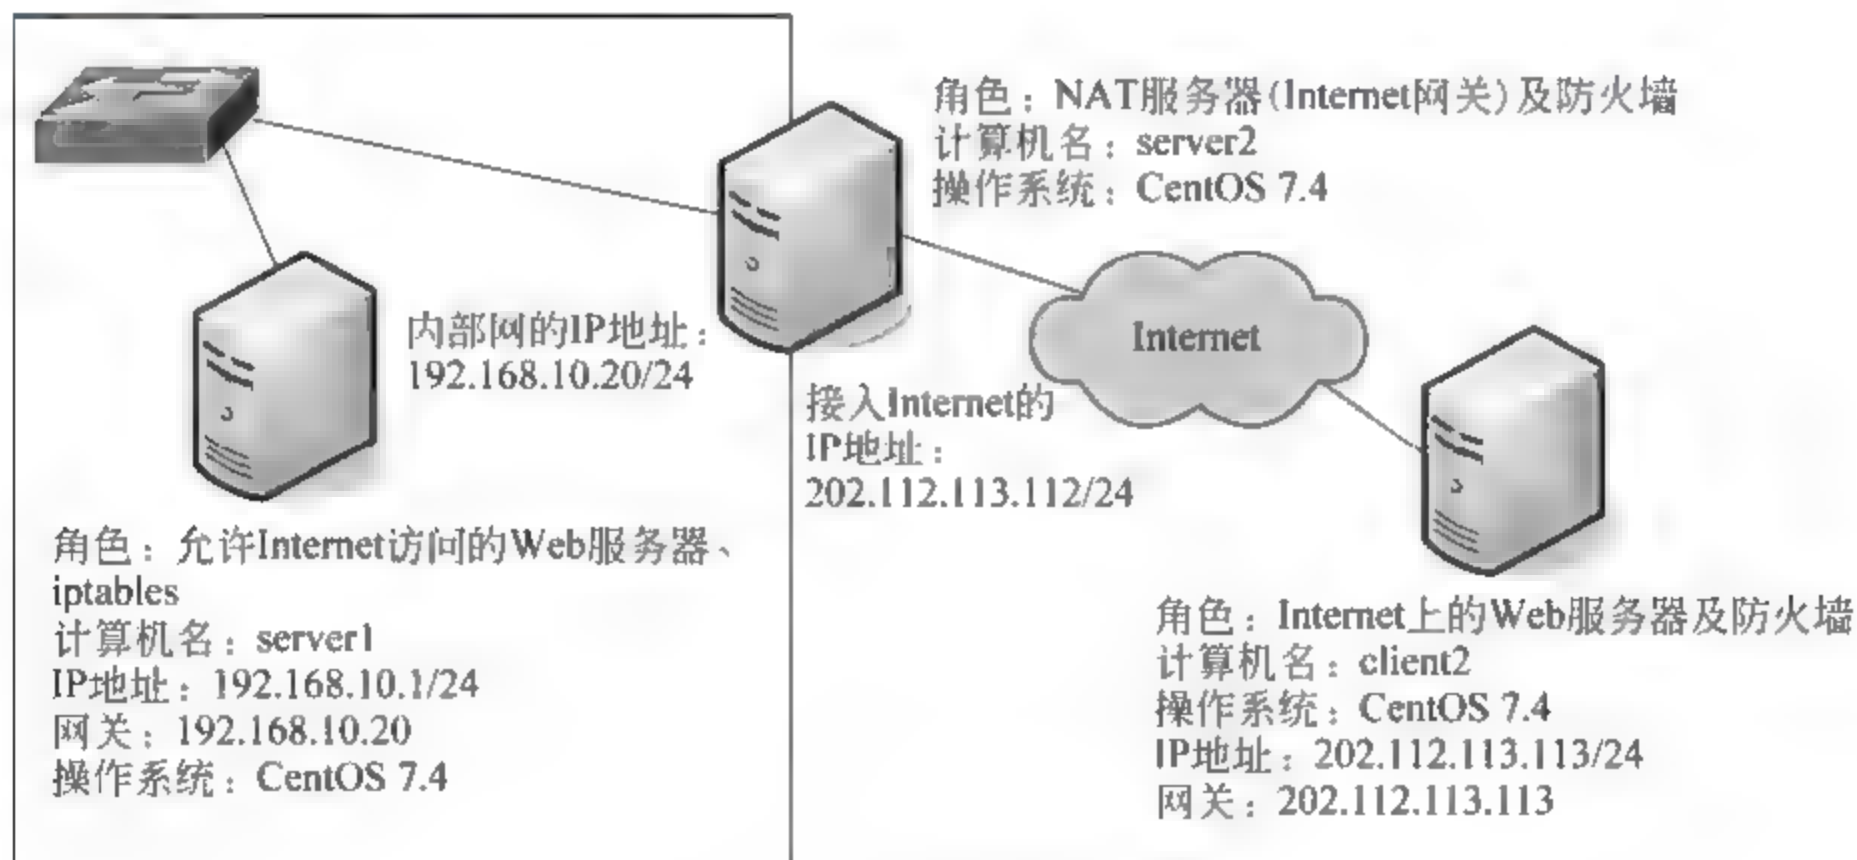 角色：NAT服务器(Internet网关)及防火墙
计算机名：server2
操作系统：CentOS 7.4
内部网的IP地址：
192.168.10.20/24
Internet
接入Internet的
IP地址：
202.112.113.112/24
角色：允许Internet访问的Web服务器、
iptables
计算机名：server1
IP地址：192.168.10.1/24
网关：192.168.10.20
操作系统：CentOS 7.4
角色：Internet上的Web服务器及防火墙
计算机名：client2
操作系统：CentOS 7.4
IP地址：202.112.113.113/24
网关：202.112.113.113